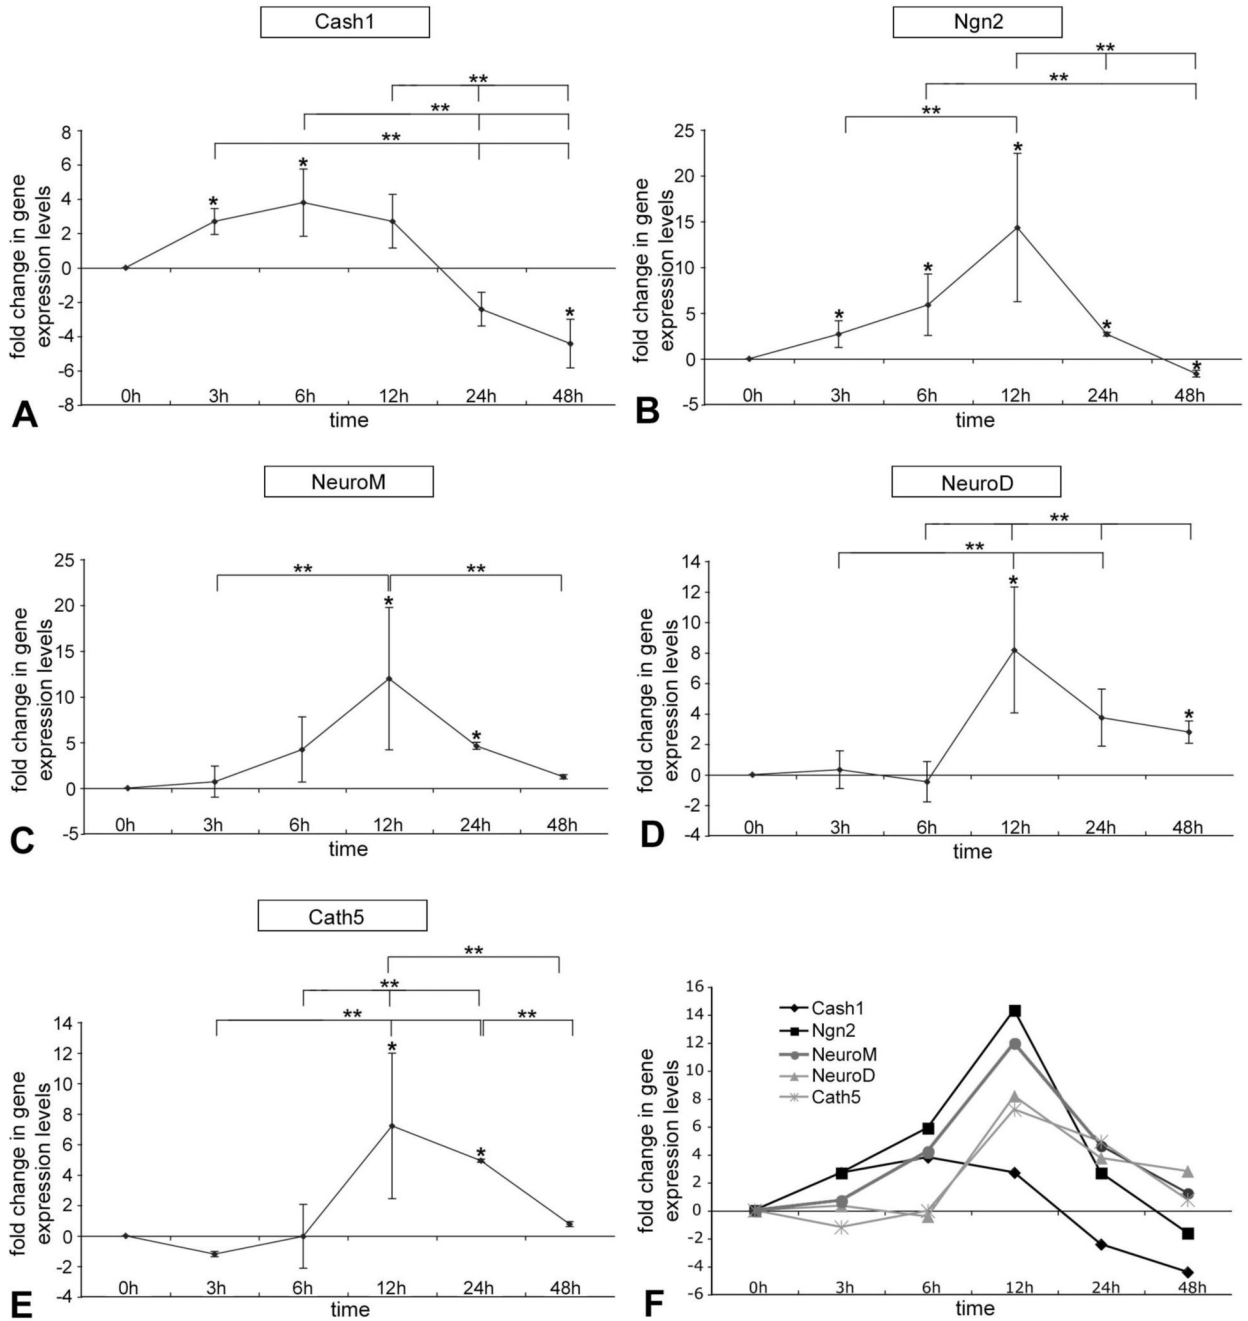 Cash1
**
**
**
8
6
4
2
0
-2
-4
-6
-8
*
*
*
fold change in gene
expression levels
0h 3h 6h 12h 24h 48h
time
A
Ngn2
**
**
**
25
20
15
10
5
0
-5
*
*
*
*
*
fold change in gene
expression levels
0h 3h 6h 12h 24h 48h
time
B
NeuroM
** **
25
20
15
10
5
0
-5
*
*
fold change in gene
expression levels
0h 3h 6h 12h 24h 48h
time
C
NeuroD
**
**
14
12
10
8
6
4
2
0
-2
-4
*
*
fold change in gene
expression levels
0h 3h 6h 12h 24h 48h
time
D
Cath5
**
**
** **
14
12
10
8
6
4
2
0
-2
-4
*
*
fold change in gene
expression levels
0h 3h 6h 12h 24h 48h
time
E
16
14
12
10
8
6
4
2
0
-2
-4
-6
Cash1
Ngn2
NeuroM
NeuroD
Cath5
fold change in gene
expression levels
0h 3h 6h 12h 24h 48h
time
F